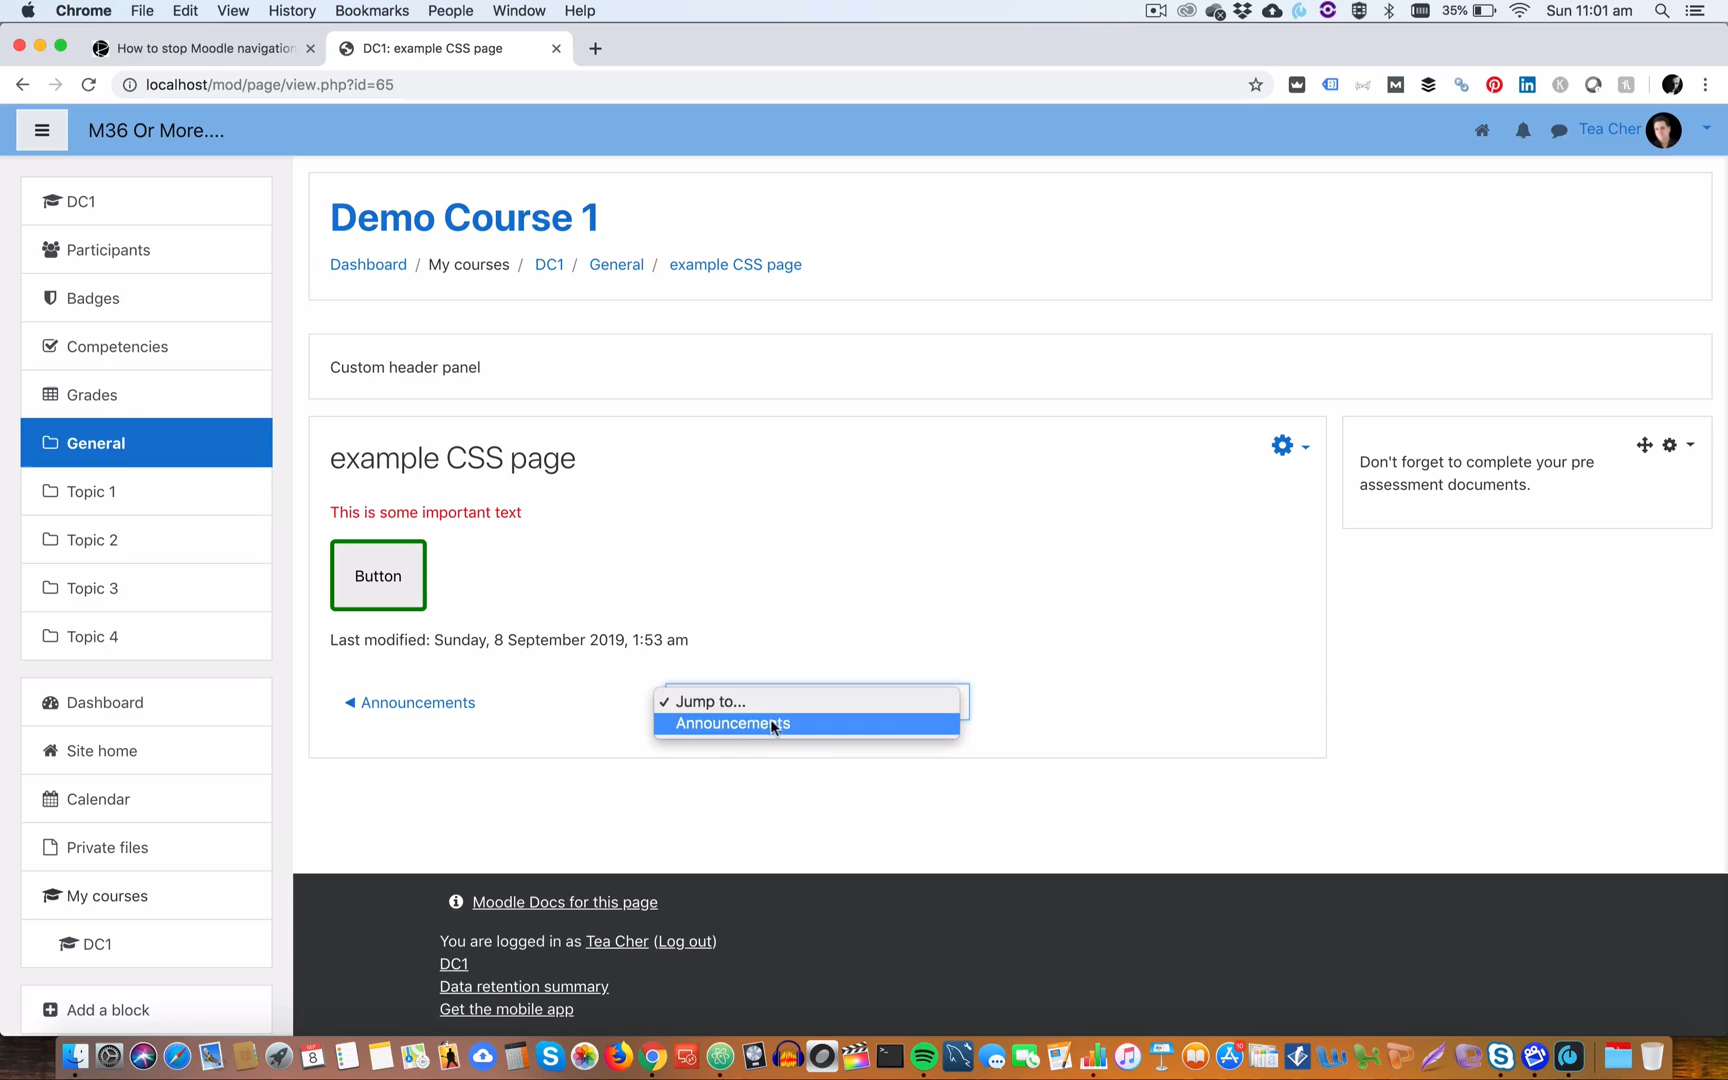 Chrome File Edit View History Bookmarks People Window Help 35% Sun 11:01 am
How to stop Moodle navigation
DC1: example CSS page
localhost/mod/page/view.php?id=65
M36 Or More....
Tea Cher
DC1
Participants
Badges
Competencies
Grades
General
Topic 1
Topic 2
Topic 3
Topic 4
Dashboard
Site home
Calendar
Private files
My courses
DC1
Add a block
Demo Course 1
Dashboard / My courses / DC1 / General / example CSS page
Custom header panel
example CSS page
This is some important text
Button
Last modified: Sunday, 8 September 2019, 1:53 am
◀ Announcements
✓ Jump to...
Announcements
Don't forget to complete your pre
assessment documents.
Moodle Docs for this page
You are logged in as Tea Cher (Log out)
DC1
Data retention summary
Get the mobile app